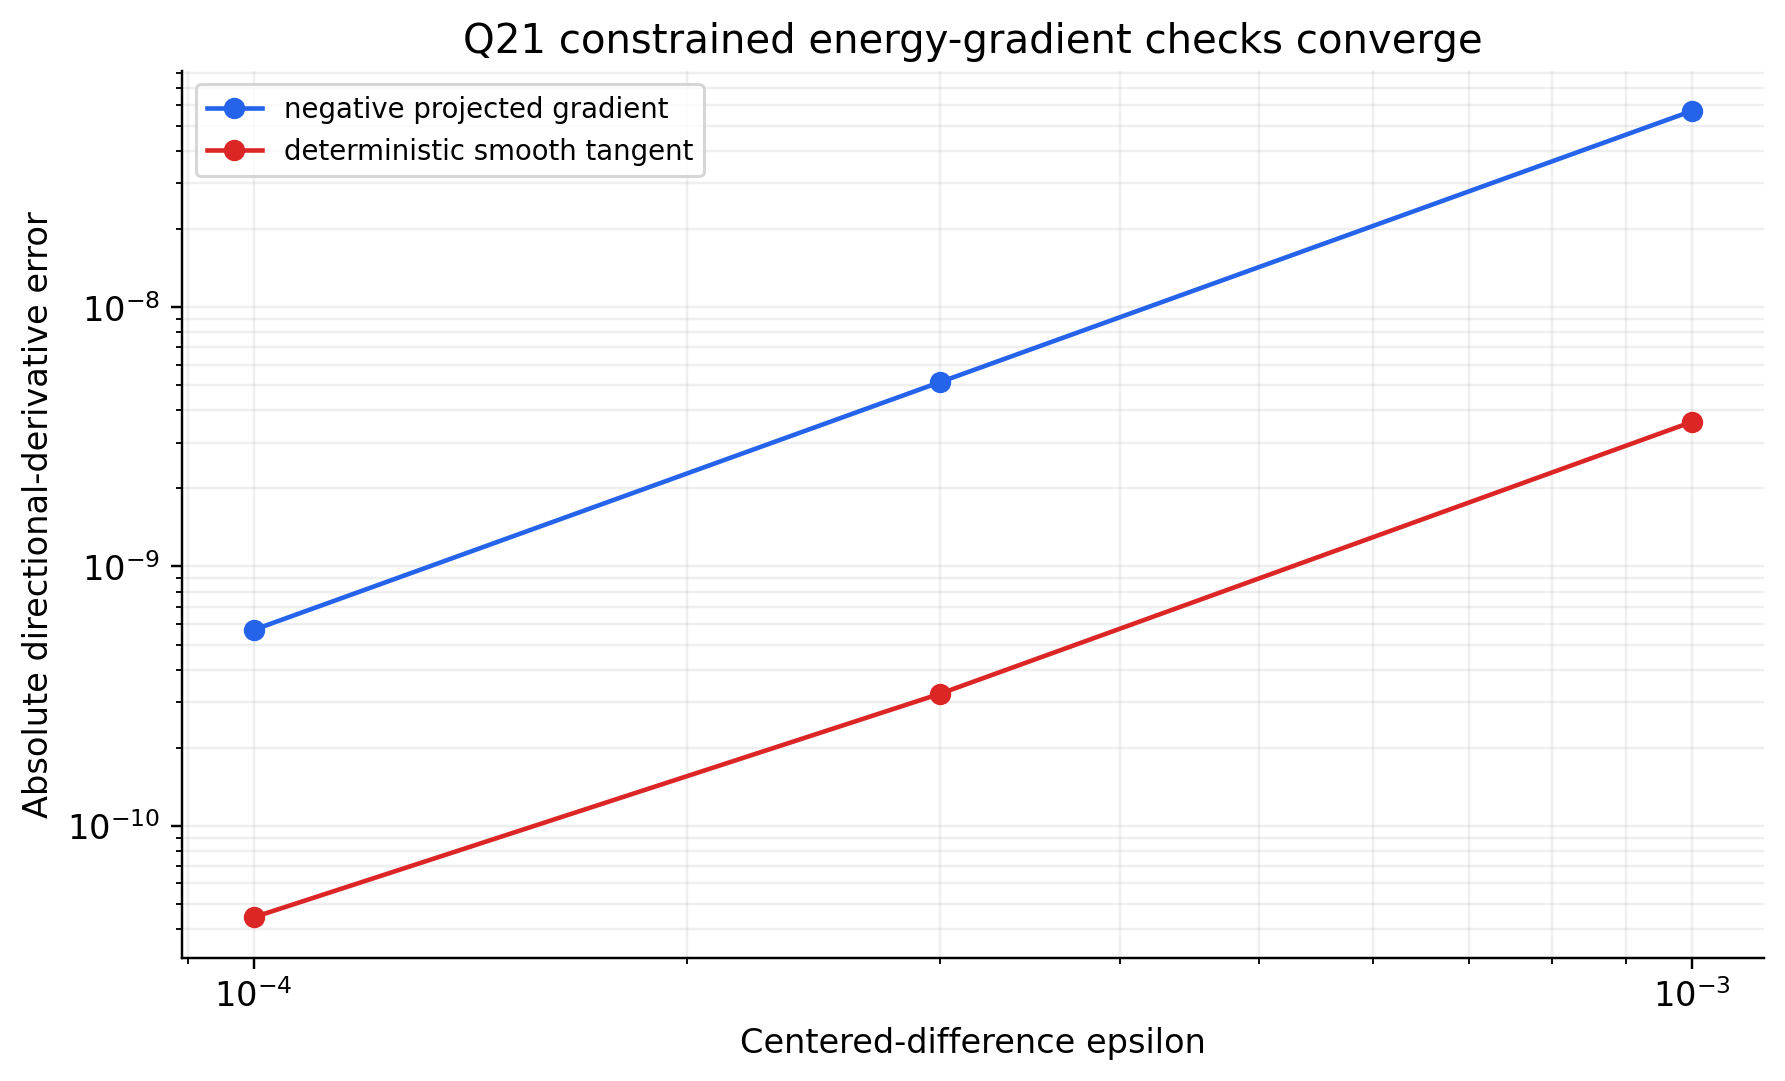 Q21 constrained energy-gradient checks converge
negative projected gradient
deterministic smooth tangent
Absolute directional-derivative error
10⁻⁸
10⁻⁹
10⁻¹⁰
10⁻⁴
10⁻³
Centered-difference epsilon